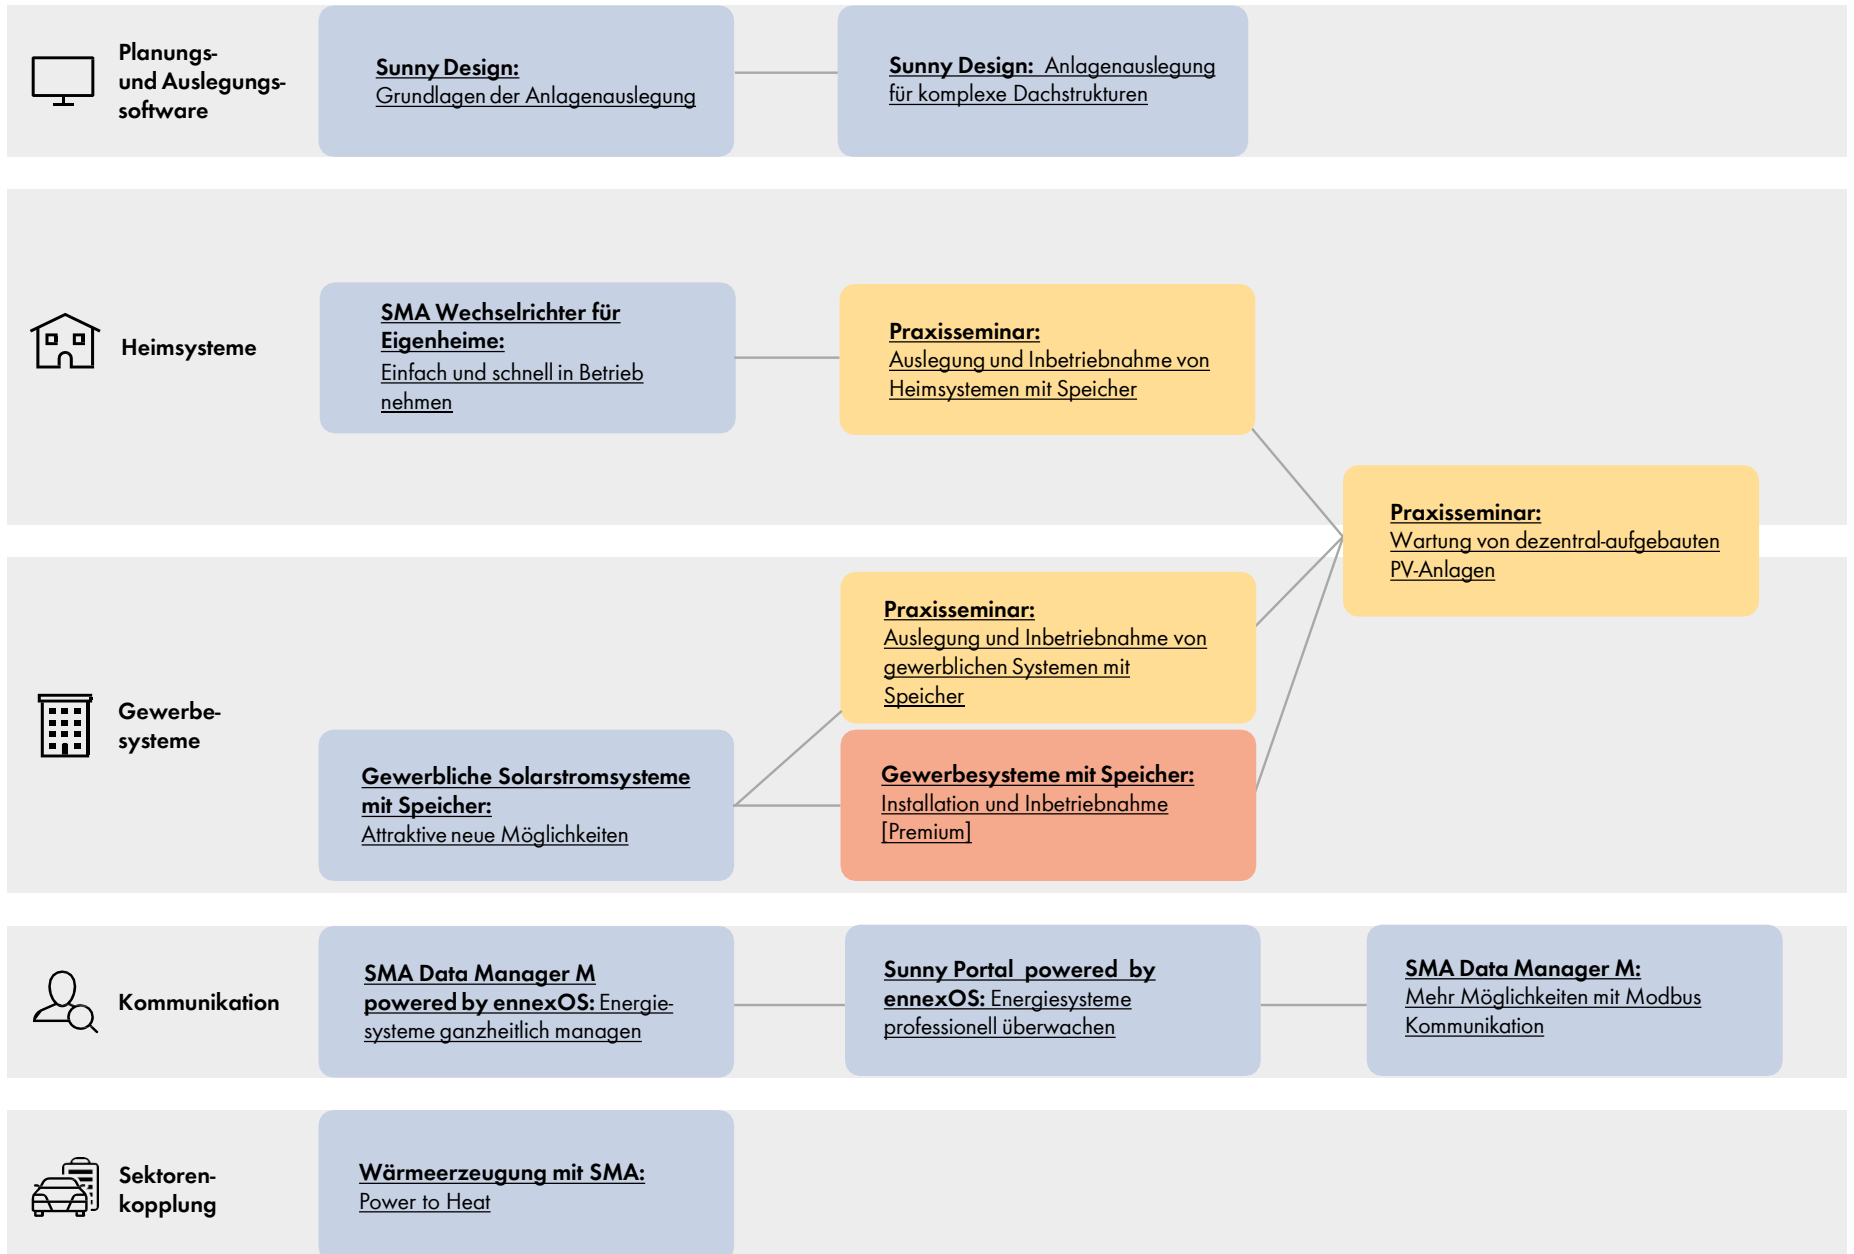 Planungs-
und Auslegungs-
software
Sunny Design:
Grundlagen der Anlagenauslegung
Sunny Design: Anlagenauslegung
für komplexe Dachstrukturen
Heimsysteme
SMA Wechselrichter für
Eigenheime:
Einfach und schnell in Betrieb
nehmen
Praxisseminar:
Auslegung und Inbetriebnahme von
Heimsystemen mit Speicher
Praxisseminar:
Wartung von dezentral-aufgebauten
PV-Anlagen
Gewerbe-
systeme
Praxisseminar:
Auslegung und Inbetriebnahme von
gewerblichen Systemen mit
Speicher
Gewerbliche Solarstromsysteme
mit Speicher:
Attraktive neue Möglichkeiten
Gewerbesysteme mit Speicher:
Installation und Inbetriebnahme
[Premium]
Kommunikation
SMA Data Manager M
powered by ennexOS: Energie-
systeme ganzheitlich managen
Sunny Portal powered by
ennexOS: Energiesysteme
professionell überwachen
SMA Data Manager M:
Mehr Möglichkeiten mit Modbus
Kommunikation
Sektoren-
kopplung
Wärmeerzeugung mit SMA:
Power to Heat